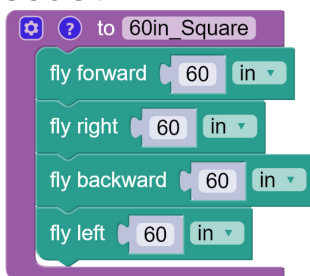 ? to 60in_Square
fly forward 60 in
fly right 60 in
fly backward 60 in
fly left 60 in